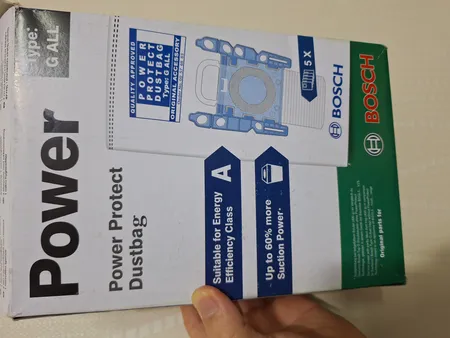 Type:
G ALL
Power
Power Protect
Dustbag
QUALITY APPROVED
POWER
PROTECT
DUSTBAG
Type: G ALL
ORIGINAL ACCESSORY
5 X
BOSCH
Suitable for Energy
Efficiency Class
A
Up to 60% more
Suction Power*
BOSCH
Original parts for